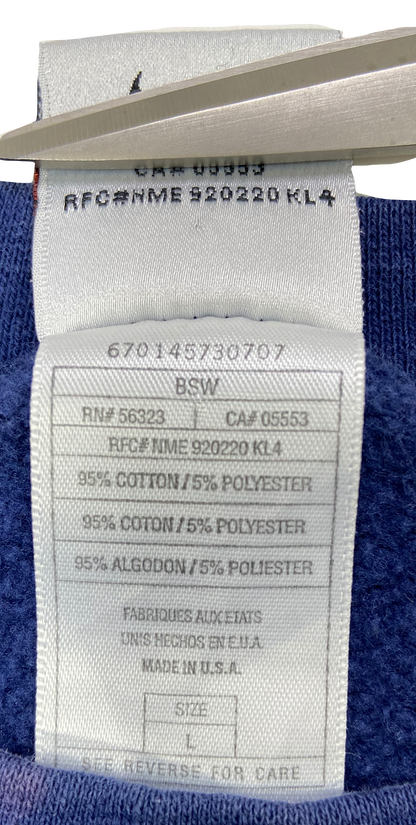 CA# 05553
RFC#NME 920220 KL4
670145730707
BSW
RN# 56323 CA# 05553
RFC# NME 920220 KL4
95% COTTON / 5% POLYESTER
95% COTON / 5% POLYESTER
95% ALGODON / 5% POLIESTER
FABRIQUES AUX ETATS
UNIS HECHOS EN E.U.A.
MADE IN U.S.A.
SIZE
L
SEE REVERSE FOR CARE